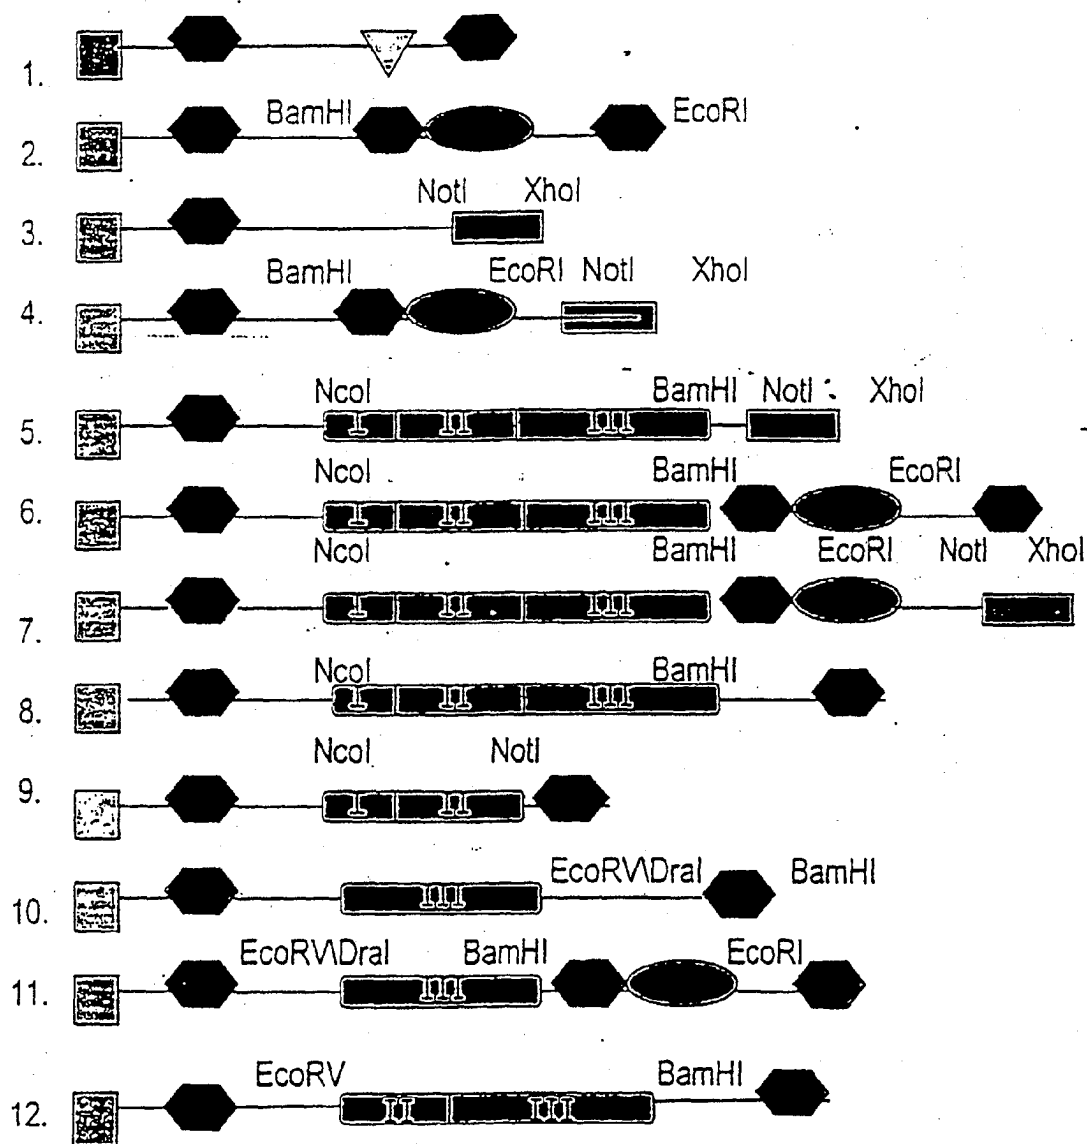 1.
BamHI EcoRI
2.
NotI XhoI
3.
BamHI EcoRI NotI XhoI
4.
NcoI BamHI NotI XhoI
5. I II III
NcoI BamHI EcoRI
6. I II III
NcoI BamHI EcoRI NotI XhoI
7. I II III
NcoI BamHI
8. I II III
NcoI NotI
9. I II
EcoRV\DraI BamHI
10. III
EcoRV\DraI BamHI EcoRI
11. III
EcoRV BamHI
12. II III